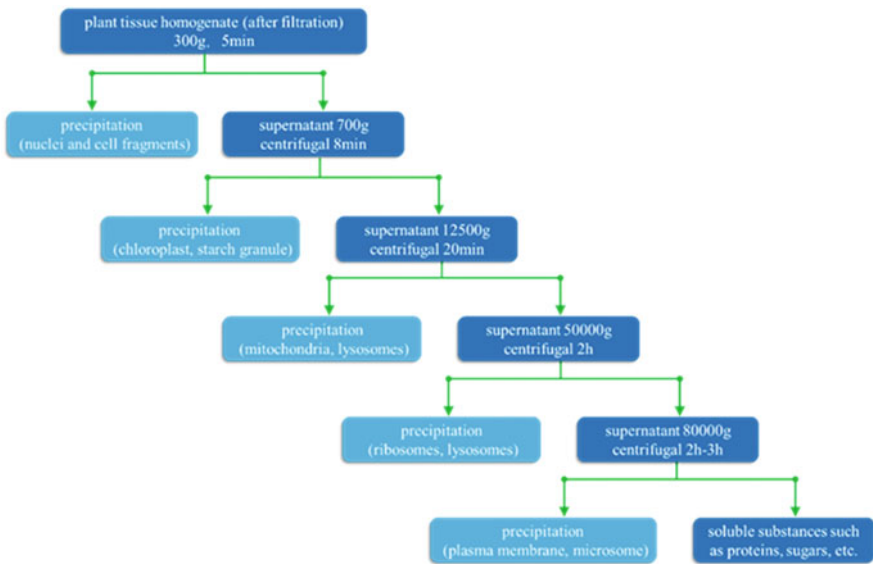 plant tissue homogenate (after filtration)
300g, 5min
precipitation
(nuclei and cell fragments)
supernatant 700g
centrifugal 8min
precipitation
(chloroplast, starch granule)
supernatant 12500g
centrifugal 20min
precipitation
(mitochondria, lysosomes)
supernatant 50000g
centrifugal 2h
precipitation
(ribosomes, lysosomes)
supernatant 80000g
centrifugal 2h-3h
precipitation
(plasma membrane, microsome)
soluble substances such
as proteins, sugars, etc.